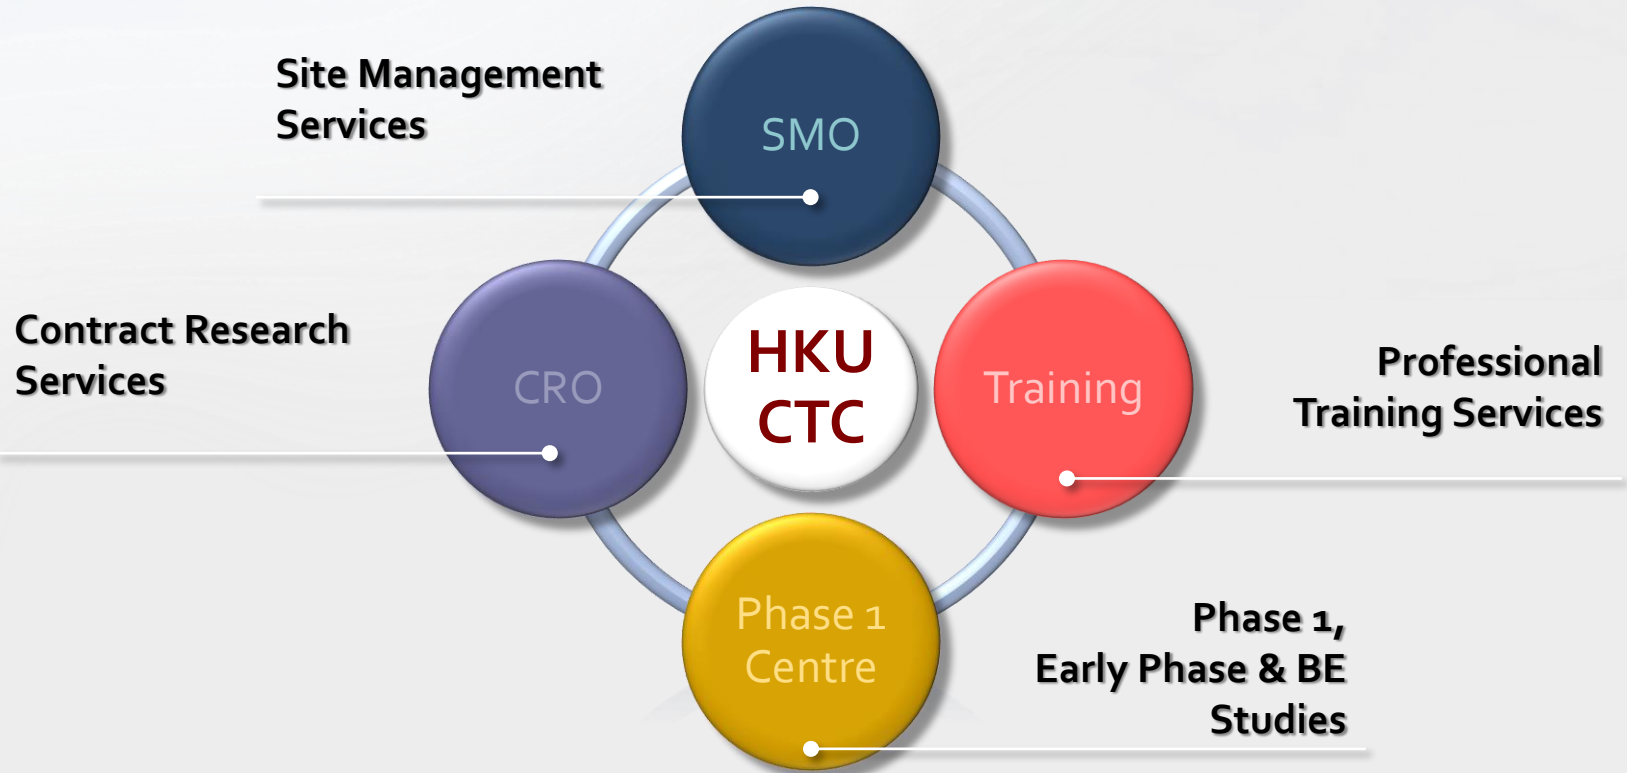 Site Management
Services
SMO
Contract Research
Services
CRO
HKU
CTC
Training
Professional
Training Services
Phase 1
Centre
Phase 1,
Early Phase & BE
Studies